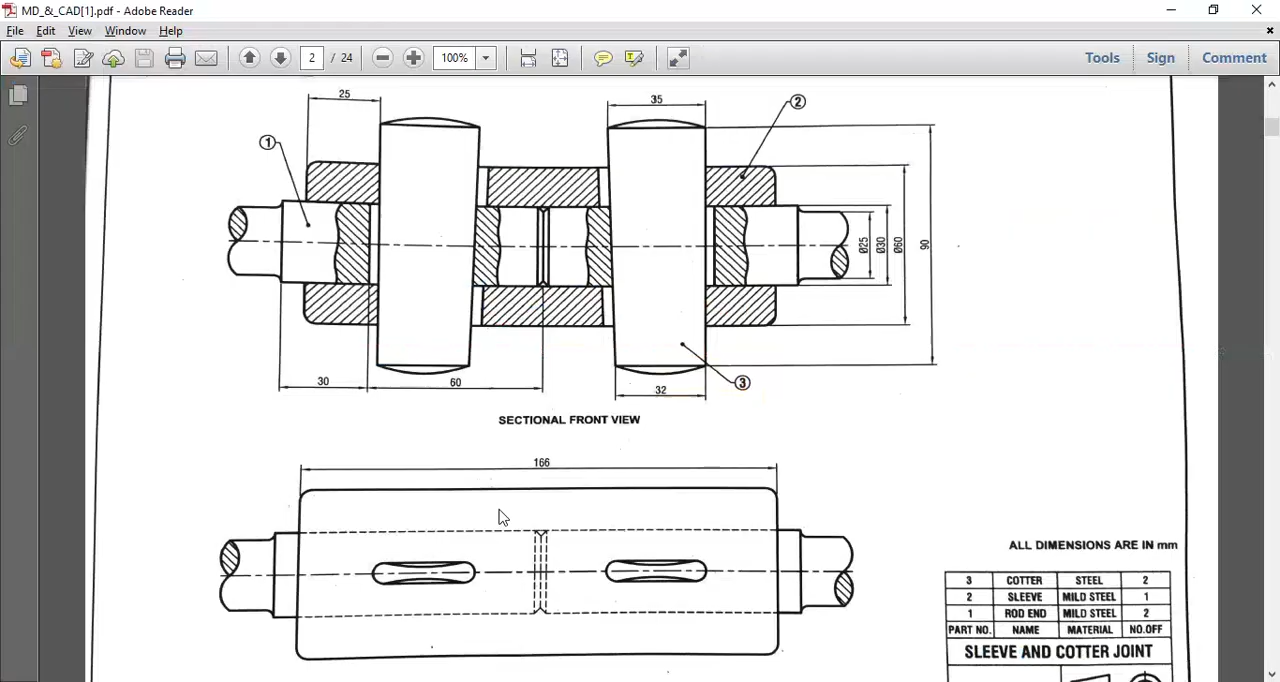 MD_&_CAD[1].pdf - Adobe Reader
File Edit View Window Help
2 / 24 100% Tools Sign Comment
25
35
②
①
Ø25
Ø30
Ø60
90
30
60
32
③
SECTIONAL FRONT VIEW
166
ALL DIMENSIONS ARE IN mm
3 COTTER STEEL 2
2 SLEEVE MILD STEEL 1
1 ROD END MILD STEEL 2
PART NO. NAME MATERIAL NO.OFF
SLEEVE AND COTTER JOINT